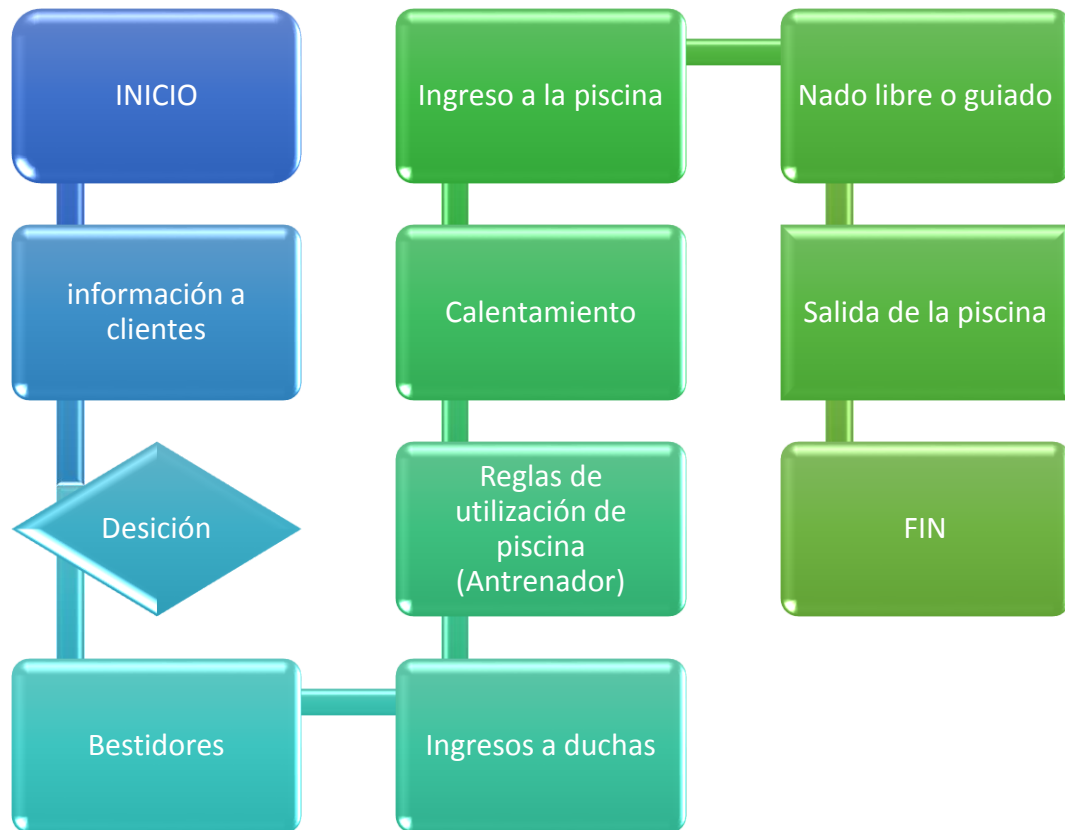 INICIO
información a
clientes
Desición
Bestidores
Ingresos a duchas
Reglas de
utilización de
piscina
(Antrenador)
Calentamiento
Ingreso a la piscina
Nado libre o guiado
Salida de la piscina
FIN